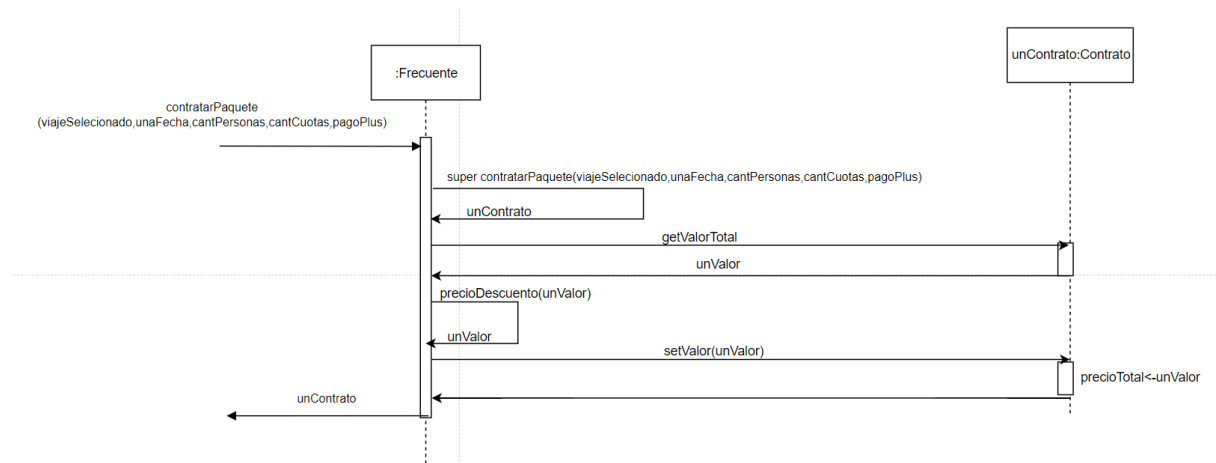 :Frecuente
unContrato:Contrato
contratarPaquete
(viajeSelecionado,unaFecha,cantPersonas,cantCuotas,pagoPlus)
super contratarPaquete(viajeSelecionado,unaFecha,cantPersonas,cantCuotas,pagoPlus)
unContrato
getValorTotal
unValor
precioDescuento(unValor)
unValor
setValor(unValor)
precioTotal<-unValor
unContrato